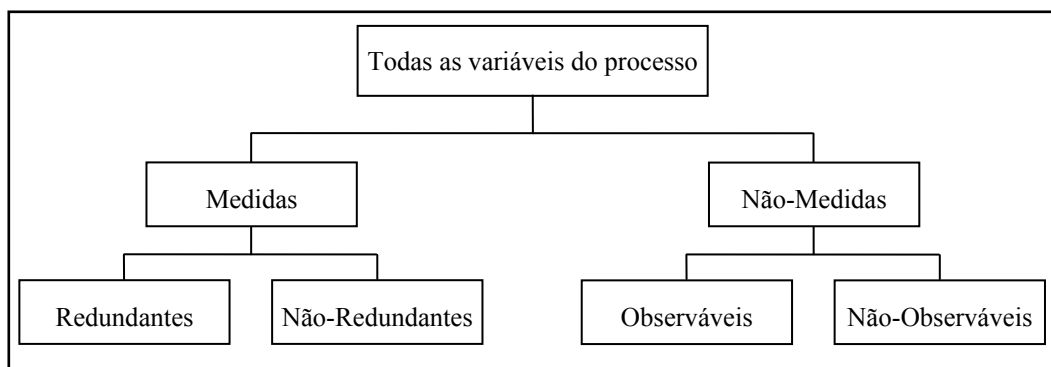 Todas as variáveis do processo
Medidas
Não-Medidas
Redundantes
Não-Redundantes
Observáveis
Não-Observáveis